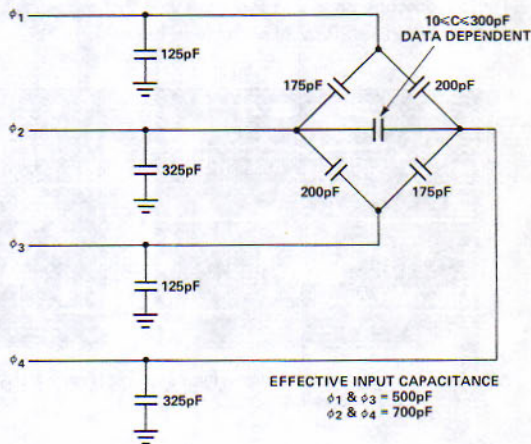 ϕ1
10<C<300pF
DATA DEPENDENT
125pF
175pF
200pF
ϕ2
325pF
200pF
175pF
ϕ3
125pF
ϕ4
325pF
EFFECTIVE INPUT CAPACITANCE
ϕ1 & ϕ3 = 500pF
ϕ2 & ϕ4 = 700pF